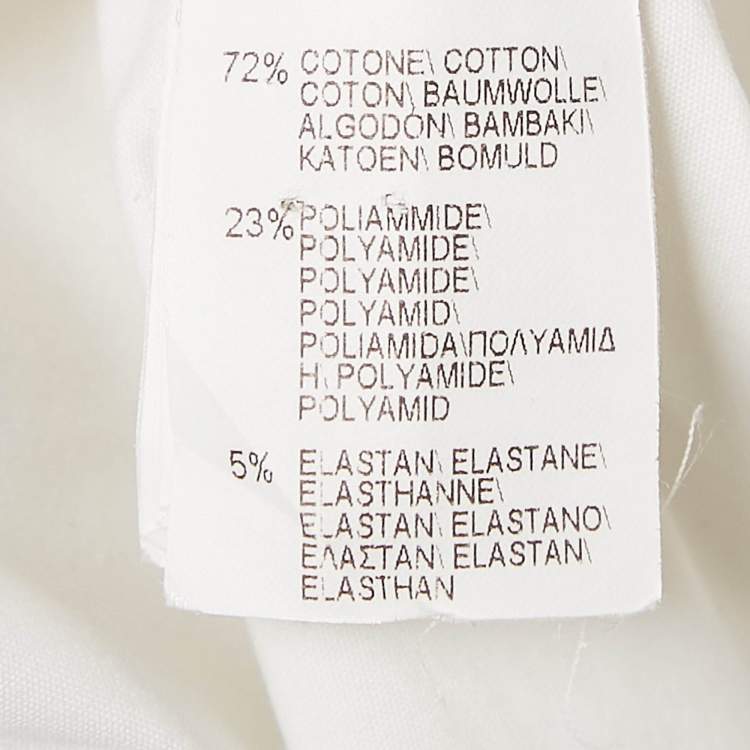 72% COTONE\ COTTON\
COTON\ BAUMWOLLE\
ALGODON\ BAMBAKI\
KATOEN\ BOMULD
23% POLIAMMIDE\
POLYAMIDE\
POLYAMIDE\
POLYAMID\
POLIAMIDA\ΠΟΛΥΑΜΙΔ
Η\ POLYAMIDE\
POLYAMID
5% ELASTAN\ ELASTANE\
ELASTHANNE\
ELASTAN\ ELASTANO\
ΕΛΑΣΤΑΝ\ ELASTAN\
ELASTHAN